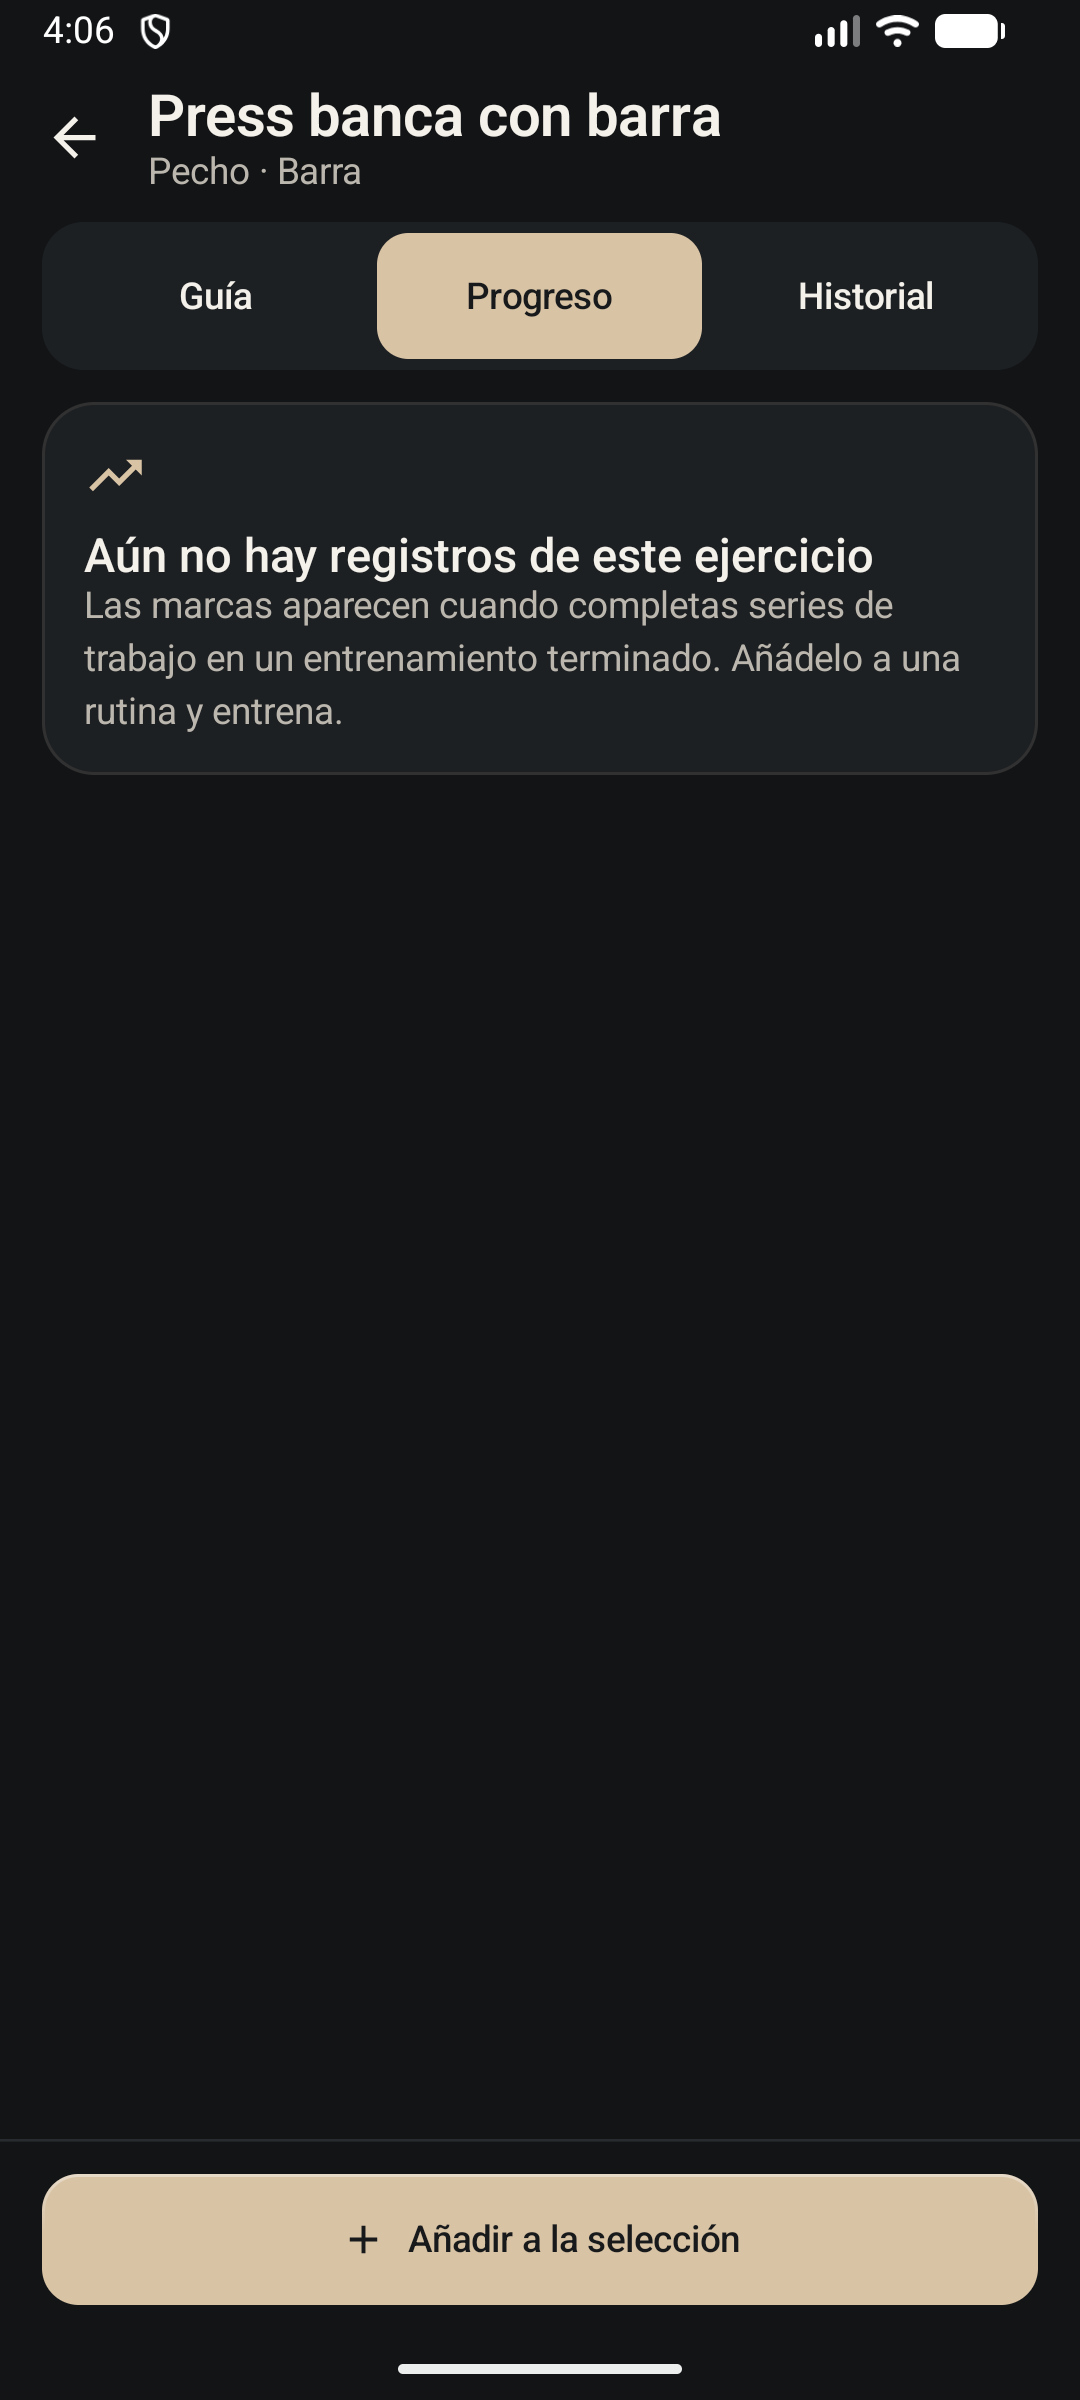 4:06
Press banca con barra
Pecho · Barra
Guía
Progreso
Historial
Aún no hay registros de este ejercicio
Las marcas aparecen cuando completas series de
trabajo en un entrenamiento terminado. Añádelo a una
rutina y entrena.
+ Añadir a la selección